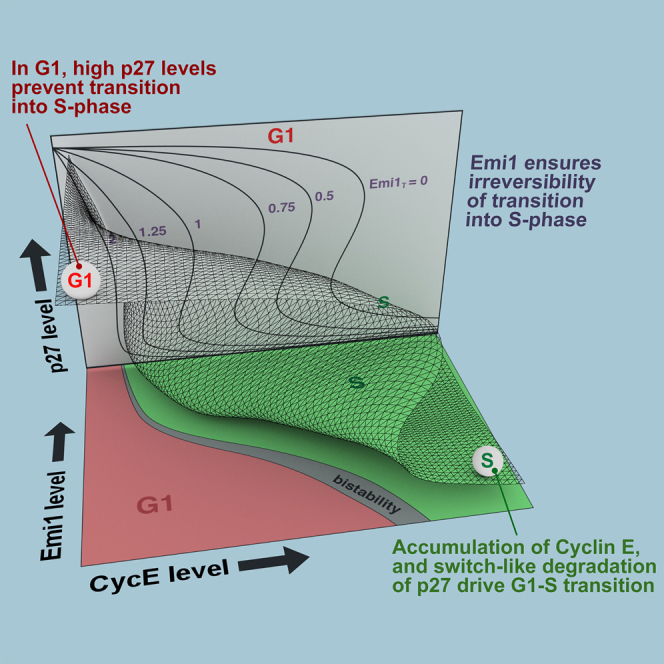 In G1, high p27 levels
prevent transition
into S-phase
G1
Emi1 ensures
irreversibility
of transition
into S-phase
Emi1T = 0
0.5
0.75
1
1.25
2
G1
S
p27 level
S
S
bistability
G1
Emi1 level
CycE level
Accumulation of Cyclin E,
and switch-like degradation
of p27 drive G1-S transition